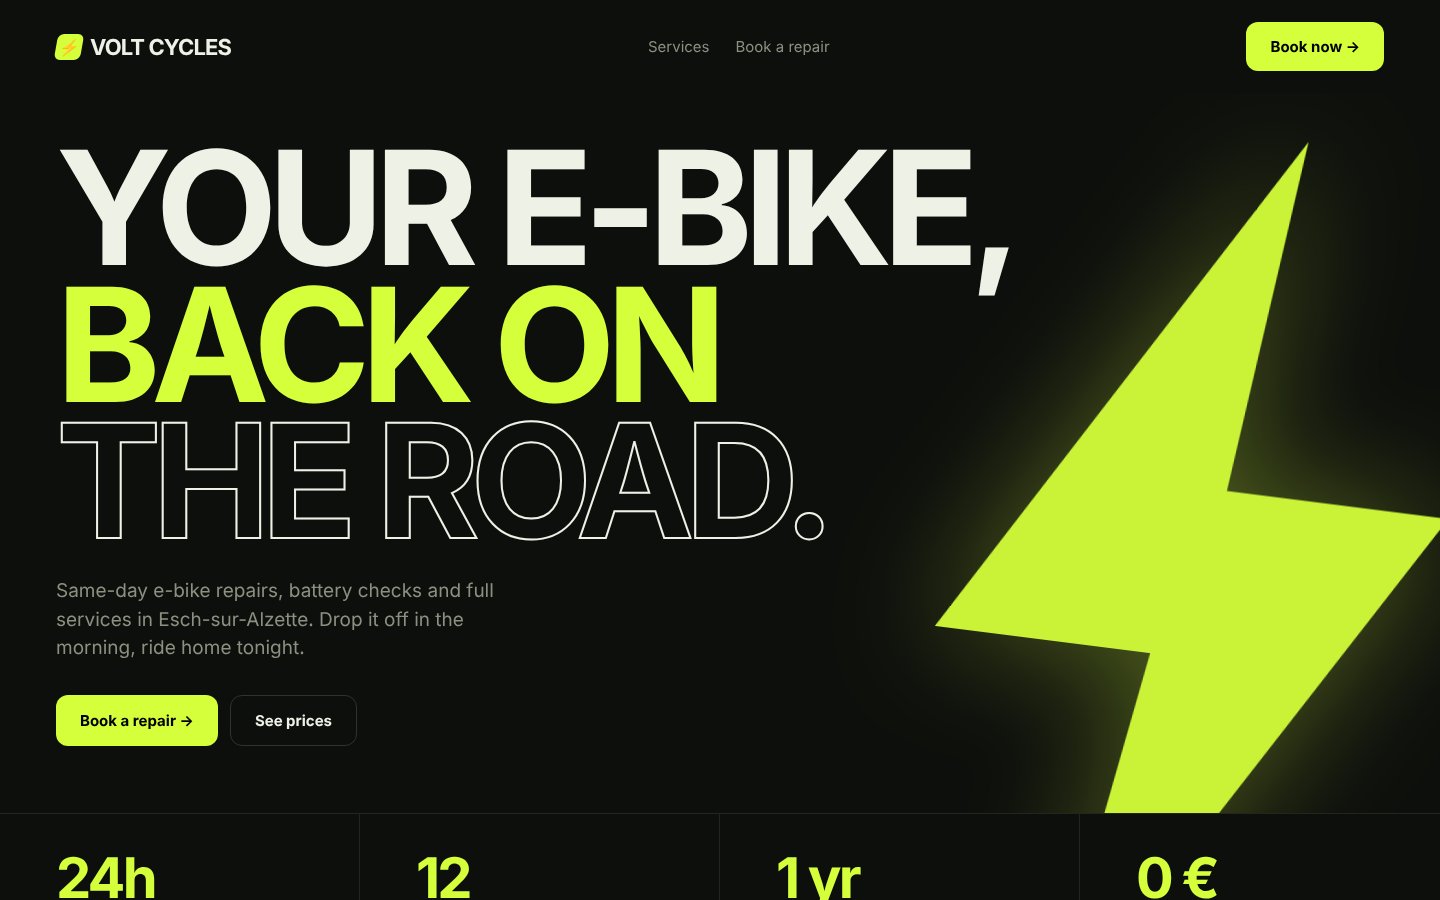 VOLT CYCLES
Services
Book a repair
Book now →
YOUR E-BIKE,
BACK ON
THE ROAD.
Same-day e-bike repairs, battery checks and full
services in Esch-sur-Alzette. Drop it off in the
morning, ride home tonight.
Book a repair →
See prices
24h
12
1 yr
0 €